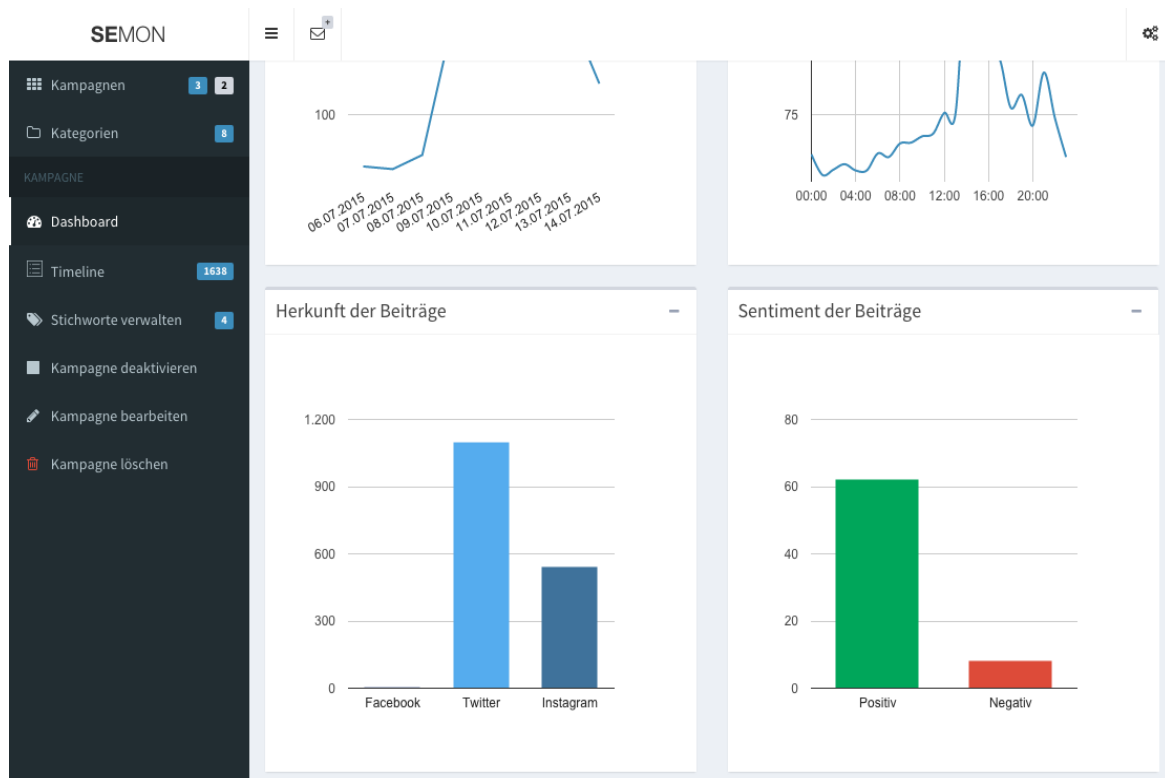 SEMON
+
Kampagnen 3 2
Kategorien 8
KAMPAGNE
Dashboard
Timeline 1638
Stichworte verwalten 4
Kampagne deaktivieren
Kampagne bearbeiten
Kampagne löschen
100
06.07.2015 07.07.2015 08.07.2015 09.07.2015 10.07.2015 11.07.2015 12.07.2015 13.07.2015 14.07.2015
75
00:00 04:00 08:00 12:00 16:00 20:00
Herkunft der Beiträge
1.200
900
600
300
0
Facebook Twitter Instagram
Sentiment der Beiträge
80
60
40
20
0
Positiv Negativ